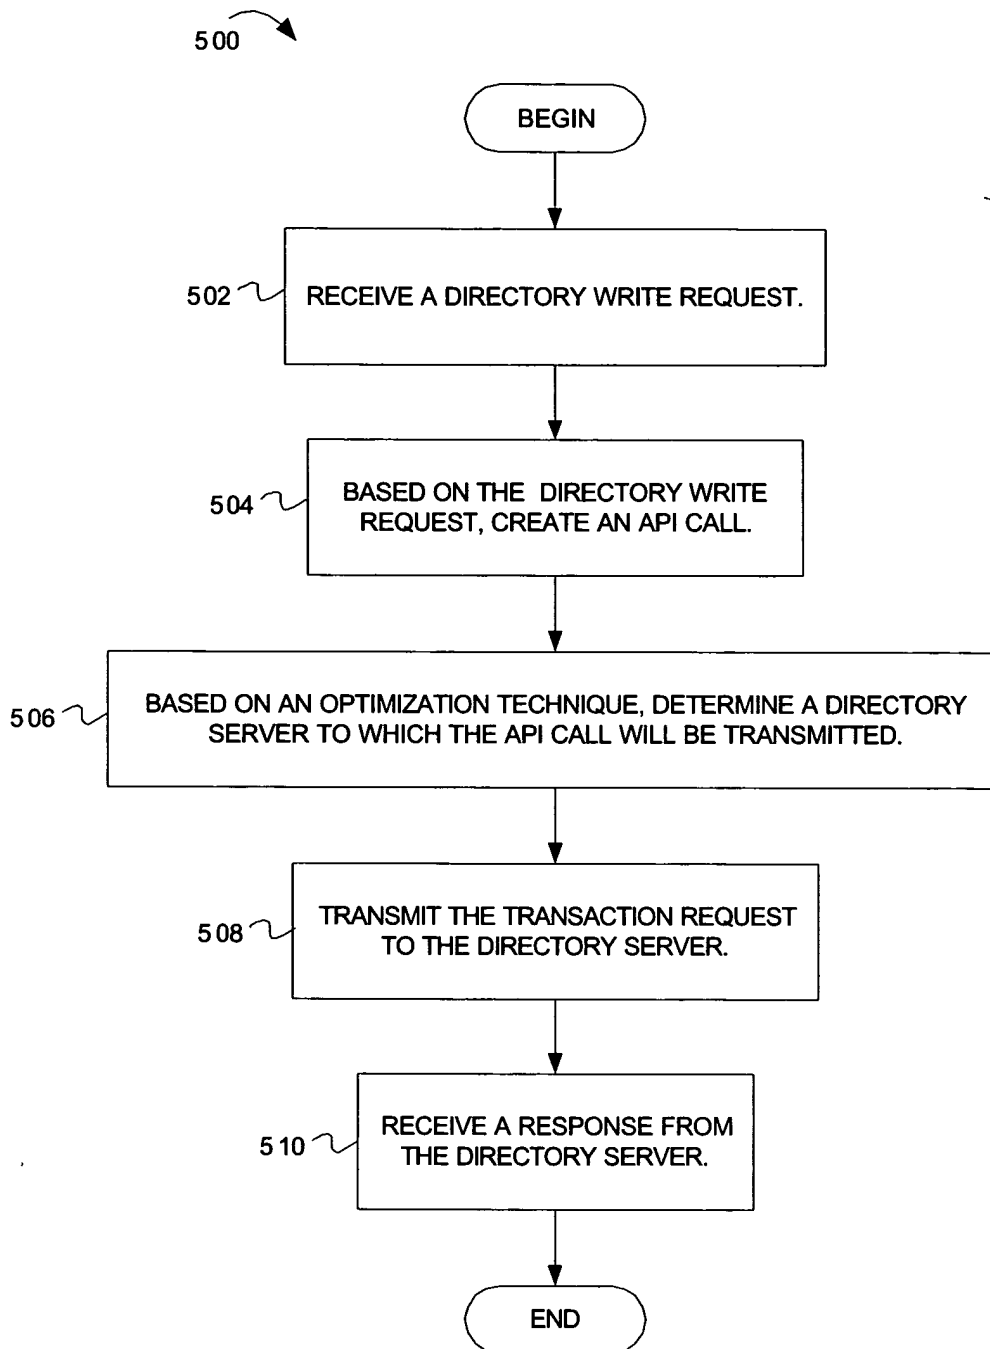 500
BEGIN
502
RECEIVE A DIRECTORY WRITE REQUEST.
504
BASED ON THE DIRECTORY WRITE
REQUEST, CREATE AN API CALL.
506
BASED ON AN OPTIMIZATION TECHNIQUE, DETERMINE A DIRECTORY
SERVER TO WHICH THE API CALL WILL BE TRANSMITTED.
508
TRANSMIT THE TRANSACTION REQUEST
TO THE DIRECTORY SERVER.
510
RECEIVE A RESPONSE FROM
THE DIRECTORY SERVER.
END